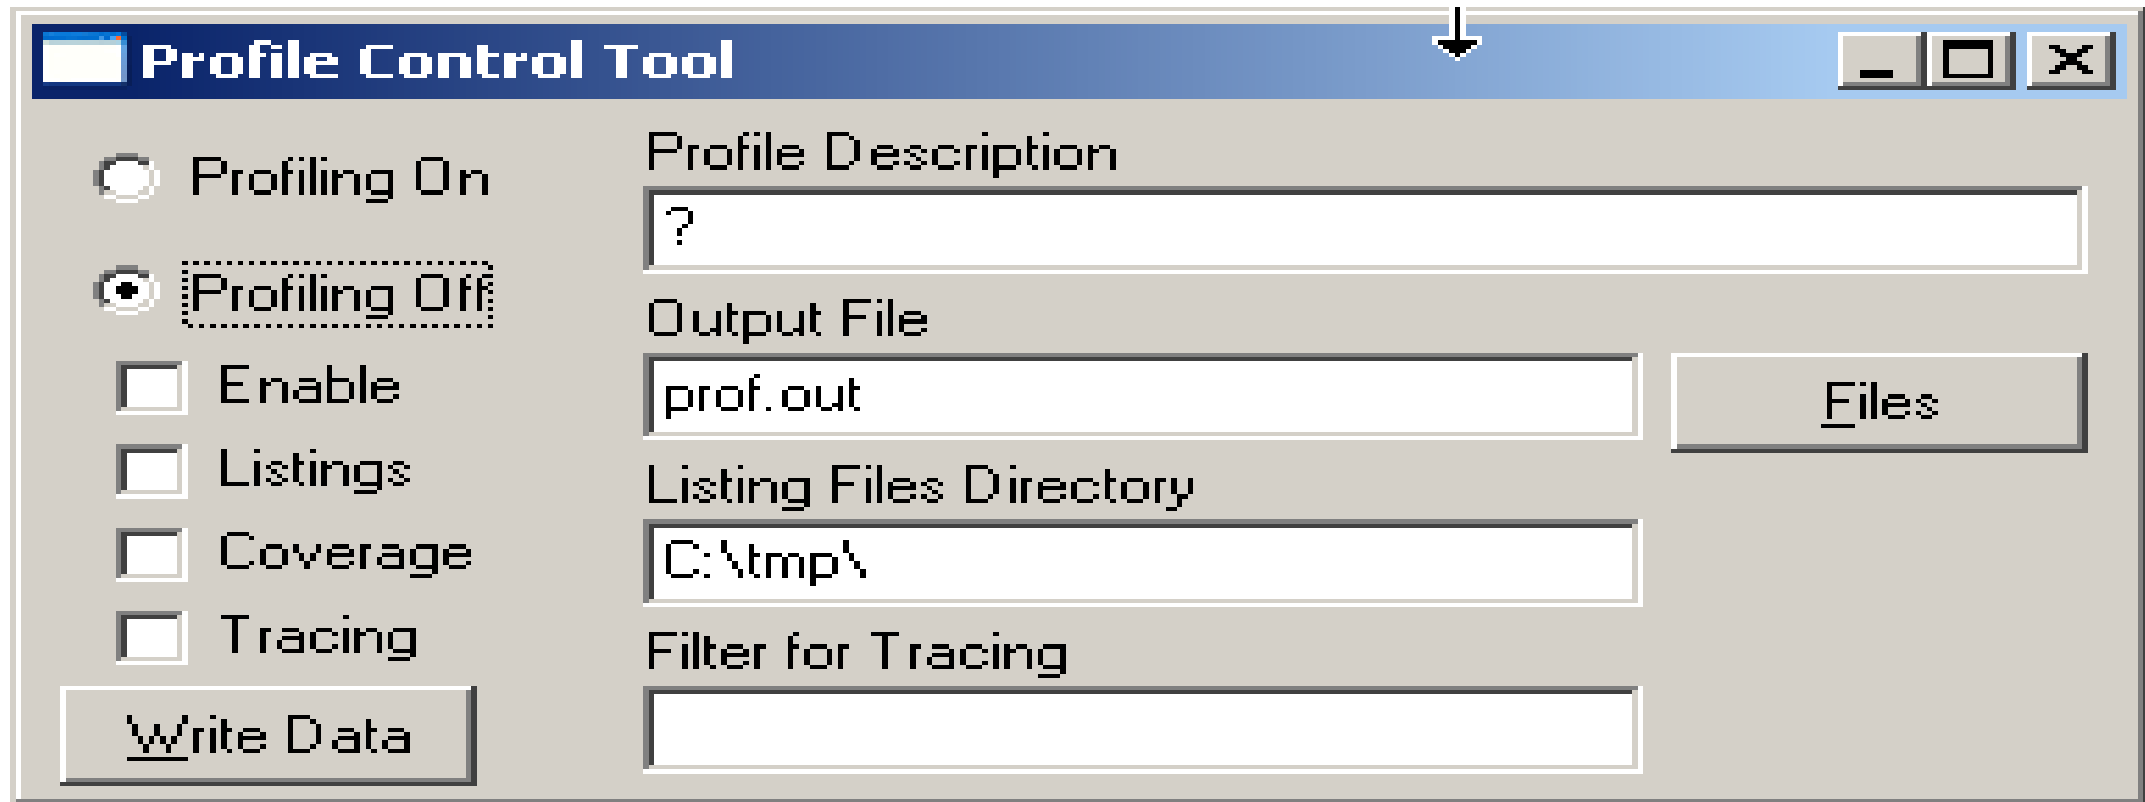 Profile Control Tool
Profiling On
Profiling Off
Enable
Listings
Coverage
Tracing
Write Data
Profile Description
?
Output File
prof.out
Files
Listing Files Directory
C:\tmp\
Filter for Tracing